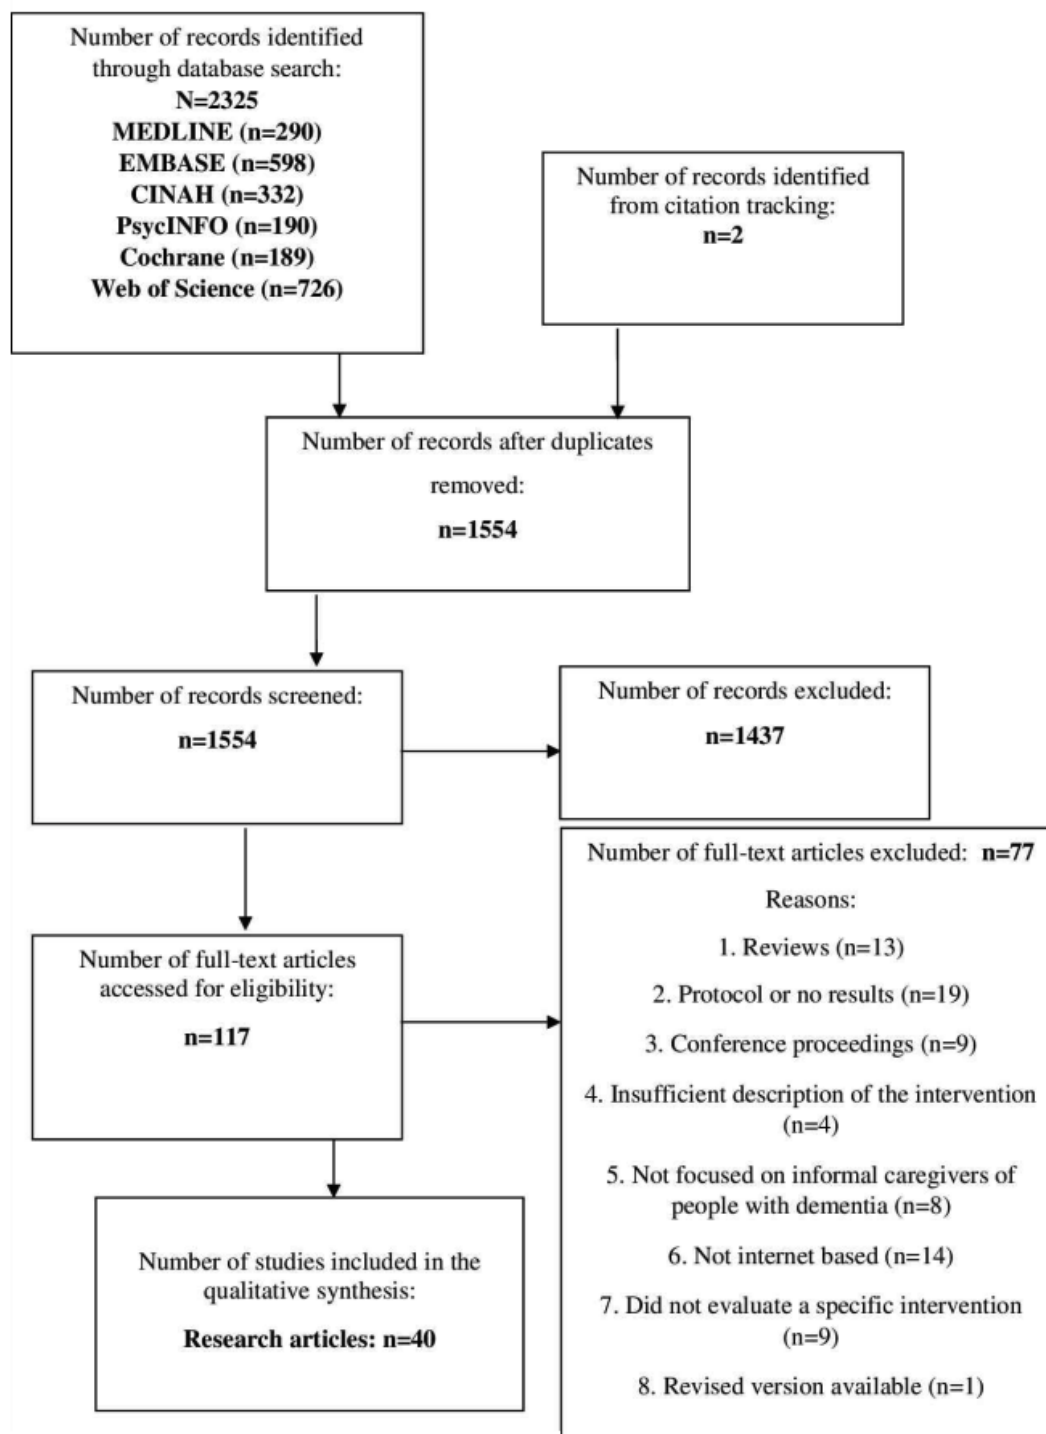 Number of records identified
through database search:
N=2325
MEDLINE (n=290)
EMBASE (n=598)
CINAH (n=332)
PsycINFO (n=190)
Cochrane (n=189)
Web of Science (n=726)
Number of records identified
from citation tracking:
n=2
Number of records after duplicates
removed:
n=1554
Number of records screened:
n=1554
Number of records excluded:
n=1437
Number of full-text articles
accessed for eligibility:
n=117
Number of full-text articles excluded: n=77
Reasons:
1. Reviews (n=13)
2. Protocol or no results (n=19)
3. Conference proceedings (n=9)
4. Insufficient description of the intervention
(n=4)
5. Not focused on informal caregivers of
people with dementia (n=8)
6. Not internet based (n=14)
7. Did not evaluate a specific intervention
(n=9)
8. Revised version available (n=1)
Number of studies included in the
qualitative synthesis:
Research articles: n=40